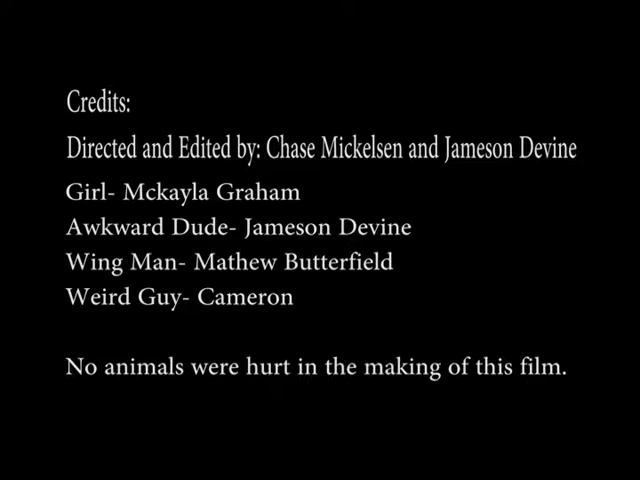 Credits:
Directed and Edited by: Chase Mickelsen and Jameson Devine
Girl- Mckayla Graham
Awkward Dude- Jameson Devine
Wing Man- Mathew Butterfield
Weird Guy- Cameron
No animals were hurt in the making of this film.